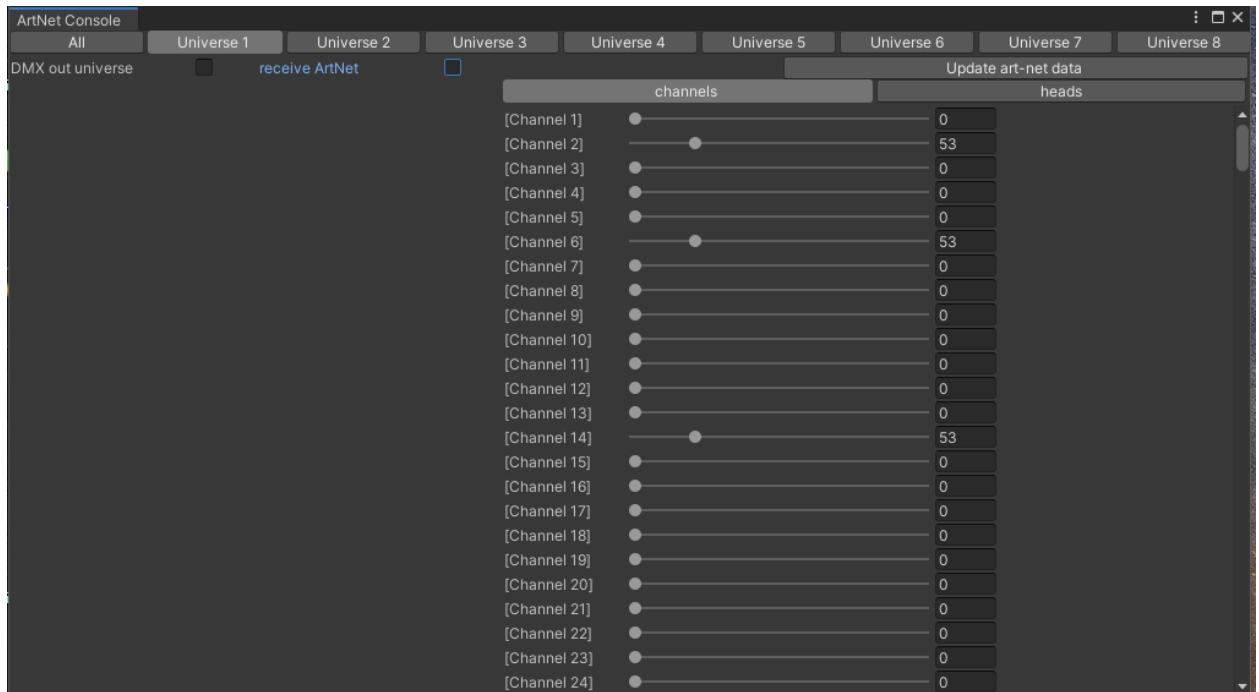 ArtNet Console
All Universe 1 Universe 2 Universe 3 Universe 4 Universe 5 Universe 6 Universe 7 Universe 8
DMX out universe receive ArtNet Update art-net data
channels heads
[Channel 1] 0
[Channel 2] 53
[Channel 3] 0
[Channel 4] 0
[Channel 5] 0
[Channel 6] 53
[Channel 7] 0
[Channel 8] 0
[Channel 9] 0
[Channel 10] 0
[Channel 11] 0
[Channel 12] 0
[Channel 13] 0
[Channel 14] 53
[Channel 15] 0
[Channel 16] 0
[Channel 17] 0
[Channel 18] 0
[Channel 19] 0
[Channel 20] 0
[Channel 21] 0
[Channel 22] 0
[Channel 23] 0
[Channel 24] 0